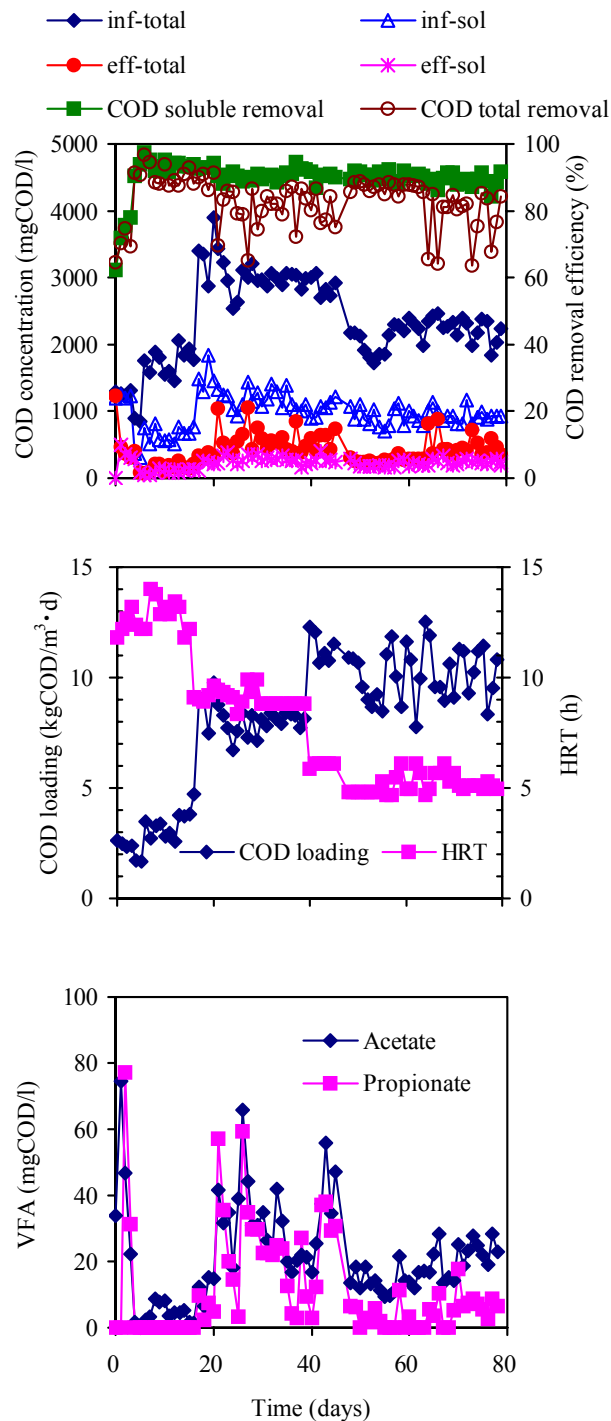 inf-total inf-sol
eff-total eff-sol
COD soluble removal COD total removal
COD concentration (mgCOD/l)
5000
4000
3000
2000
1000
0
100
80
60
40
20
0
COD removal efficiency (%)
COD loading (kgCOD/m³·d)
15
10
5
0
COD loading HRT
15
10
5
0
HRT (h)
VFA (mgCOD/l)
100
80
60
40
20
0
Acetate
Propionate
0 20 40 60 80
Time (days)